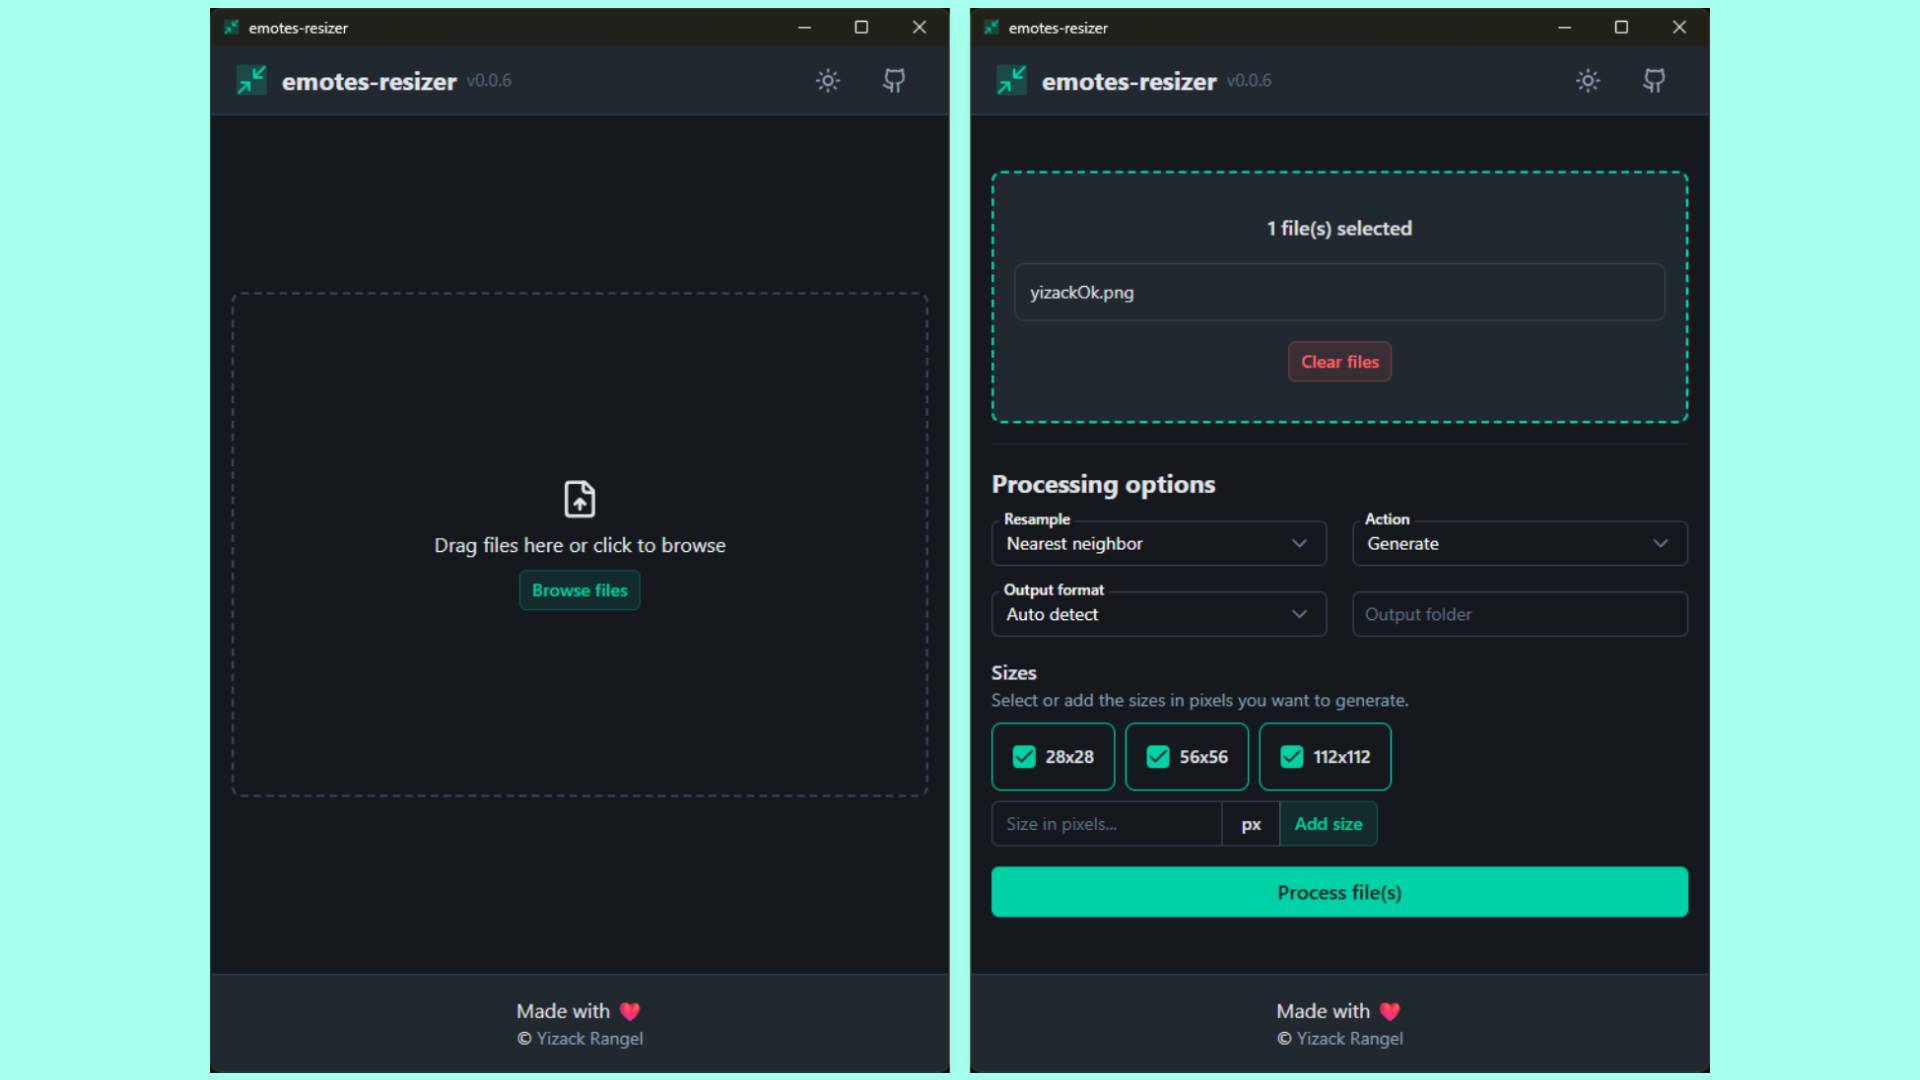 emotes-resizer
emotes-resizer v0.0.6
Drag files here or click to browse
Browse files
Made with
© Yizack Rangel
emotes-resizer
emotes-resizer v0.0.6
1 file(s) selected
yizackOk.png
Clear files
Processing options
Resample
Nearest neighbor
Action
Generate
Output format
Auto detect
Output folder
Sizes
Select or add the sizes in pixels you want to generate.
28x28
56x56
112x112
Size in pixels...
px
Add size
Process file(s)
Made with
© Yizack Rangel